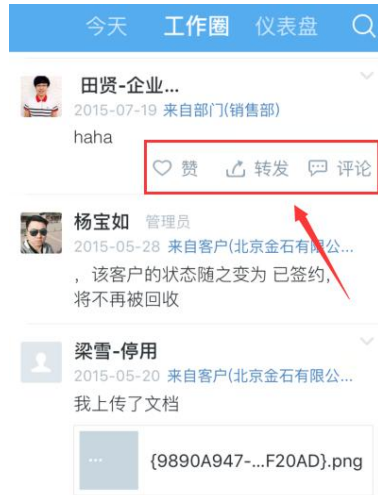 今天 工作圈 仪表盘
田贤-企业...
2015-07-19 来自部门(销售部)
haha
赞 转发 评论
杨宝如 管理员
2015-05-28 来自客户(北京金石有限公...
，该客户的状态随之变为 已签约，
将不再被回收
梁雪-停用
2015-05-20 来自客户(北京金石有限公...
我上传了文档
{9890A947-...F20AD}.png